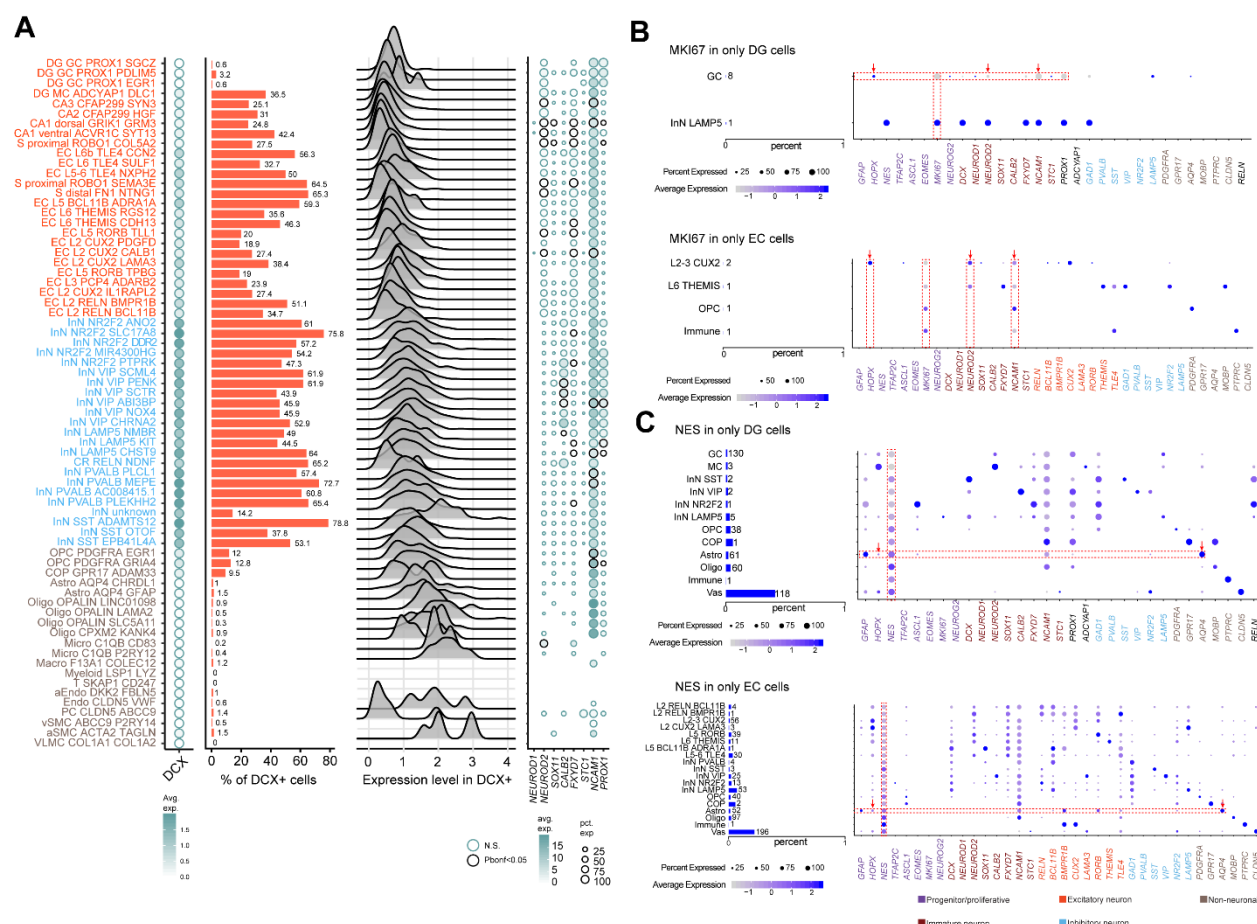 A
DG GC PROX1 SGCZ 0.6
DG GC PROX1 PDLIM5 3.2
DG GC PROX1 EGR1 0.6
DG MC ADCYAP1 DLC1 36.5
CA3 CFAP299 SYN3 25.1
CA2 CFAP299 HGF 31
CA1 dorsal GRIK1 GRM3 24.8
CA1 ventral ACVR1C SYT13 42.4
S proximal ROBO1 COL5A2 27.5
EC L6b TLE4 CCN2 56.3
EC L6 TLE4 SULF1 32.7
EC L5-6 TLE4 NXPH2 50
S proximal ROBO1 SEMA3E 64.5
S distal FN1 NTNG1 65.3
EC L5 BCL11B ADRA1A 59.3
EC L6 THEMIS RGS12 35.6
EC L6 THEMIS CDH13 46.3
EC L5 RORB TLL1 20
EC L2 CUX2 PDGFD 18.9
EC L2 CUX2 CALB1 27.4
EC L2 CUX2 LAMA3 38.4
EC L5 RORB TPBG 19
EC L3 PCP4 ADARB2 23.9
EC L2 CUX2 IL1RAPL2 27.4
EC L2 RELN BMPR1B 51.1
EC L2 RELN BCL11B 34.7
InN NR2F2 ANO2 61
InN NR2F2 SLC17A8 75.8
InN NR2F2 DDR2 57.2
InN NR2F2 MIR4300HG 54.2
InN NR2F2 PTPRK 47.3
InN VIP SCML4 61.9
InN VIP PENK 61.9
InN VIP SCTR 43.9
InN VIP ABI3BP 45.9
InN VIP NOX4 45.9
InN VIP CHRNA2 52.9
InN LAMP5 NMBR 49
InN LAMP5 KIT 44.5
InN LAMP5 CHST9 64
CR RELN NDNF 65.2
InN PVALB PLCL1 57.4
InN PVALB MEPE 72.7
InN PVALB AC008415.1 60.8
InN PVALB PLEKHH2 65.4
InN unknown 14.2
InN SST ADAMTS12 78.8
InN SST OTOF 37.8
InN SST EPB41L4A 53.1
OPC PDGFRA EGR1 12
OPC PDGFRA GRIA4 12.8
COP GPR17 ADAM33 9.5
Astro AQP4 CHRDL1 1
Astro AQP4 GFAP 1.5
Oligo OPALIN LINC01098 0.9
Oligo OPALIN LAMA2 0.5
Oligo OPALIN SLC5A11 0.3
Oligo CPXM2 KANK4 0.9
Micro C1QB CD83 0.2
Micro C1QB P2RY12 0.4
Macro F13A1 COLEC12 1.2
Myeloid LSP1 LYZ 0
T SKAP1 CD247 0
aEndo DKK2 FBLN5 1
Endo CLDN5 VWF 0.6
PC CLDN5 ABCC9 1.4
vSMC ABCC9 P2RY14 0.5
aSMC ACTA2 TAGLN 1.5
VLMC COL1A1 COL1A2 0
DCX
0 20 40 60 80
% of DCX+ cells
0 1 2 3 4
Expression level in DCX+
NEUROD1 NEUROD2 SOX11 CALB2 FXYD7 STC1 NCAM1 PROX1
Avg. exp.
1.5
1.0
0.5
0.0
N.S.
Pbonf<0.05
avg. exp.
15
10
5
0
pct. exp
25
50
75
100
B
MKI67 in only DG cells
GC 8
InN LAMP5 1
0 percent 1
Percent Expressed 25 50 75 100
Average Expression 0 1 2
GFAP HOPX NES TFAP2C ASCL1 EOMES MKI67 NEUROG2 DCX NEUROD1 NEUROD2 SOX11 CALB2 FXYD7 NCAM1 STC1 PROX1 ADCYAP1 GAD1 PVALB SST VIP NR2F2 LAMP5 PDGFRA GPR17 AQP4 MOBP PTPRC CLDN5 RELN
MKI67 in only EC cells
L2-3 CUX2 2
L6 THEMIS 1
OPC 1
Immune 1
0 percent 1
Percent Expressed 50 100
Average Expression -1 0 1 2
GFAP HOPX NES TFAP2C ASCL1 EOMES MKI67 NEUROG2 DCX NEUROD1 NEUROD2 SOX11 CALB2 FXYD7 NCAM1 STC1 RELN BCL11B BMPR1B CUX2 LAMA3 RORB THEMIS TLE4 GAD1 PVALB SST VIP NR2F2 LAMP5 PDGFRA GPR17 AQP4 MOBP PTPRC CLDN5
C
NES in only DG cells
GC 130
MC 3
InN SST 2
InN VIP 2
InN NR2F2 1
InN LAMP5 5
OPC 38
COP 1
Astro 61
Oligo 60
Immune 1
Vas 118
0 percent 1
Percent Expressed 25 50 75 100
Average Expression -1 0 1 2
GFAP HOPX NES TFAP2C ASCL1 EOMES MKI67 NEUROG2 DCX NEUROD1 NEUROD2 SOX11 CALB2 FXYD7 NCAM1 STC1 PROX1 ADCYAP1 GAD1 PVALB SST VIP NR2F2 LAMP5 PDGFRA GPR17 AQP4 MOBP PTPRC CLDN5 RELN
NES in only EC cells
L2 RELN BCL11B 4
L2 RELN BMPR1B 1
L2-3 CUX2 56
L2 CUX2 LAMA3 3
L5 RORB 39
L6 THEMIS 11
L5 BCL11B ADRA1A 1
L5-6 TLE4 30
InN PVALB 4
InN SST 3
InN VIP 25
InN NR2F2 13
InN LAMP5 53
OPC 40
COP 2
Astro 52
Oligo 97
Immune 1
Vas 196
0 percent 1
Percent Expressed 25 50 75 100
Average Expression -1 0 1 2
GFAP HOPX NES TFAP2C ASCL1 EOMES MKI67 NEUROG2 DCX NEUROD1 NEUROD2 SOX11 CALB2 FXYD7 NCAM1 STC1 RELN BCL11B BMPR1B CUX2 LAMA3 RORB THEMIS TLE4 GAD1 PVALB SST VIP NR2F2 LAMP5 PDGFRA GPR17 AQP4 MOBP PTPRC CLDN5
Progenitor/proliferative
Excitatory neuron
Non-neurona
Immature neuron
Inhibitory neuron